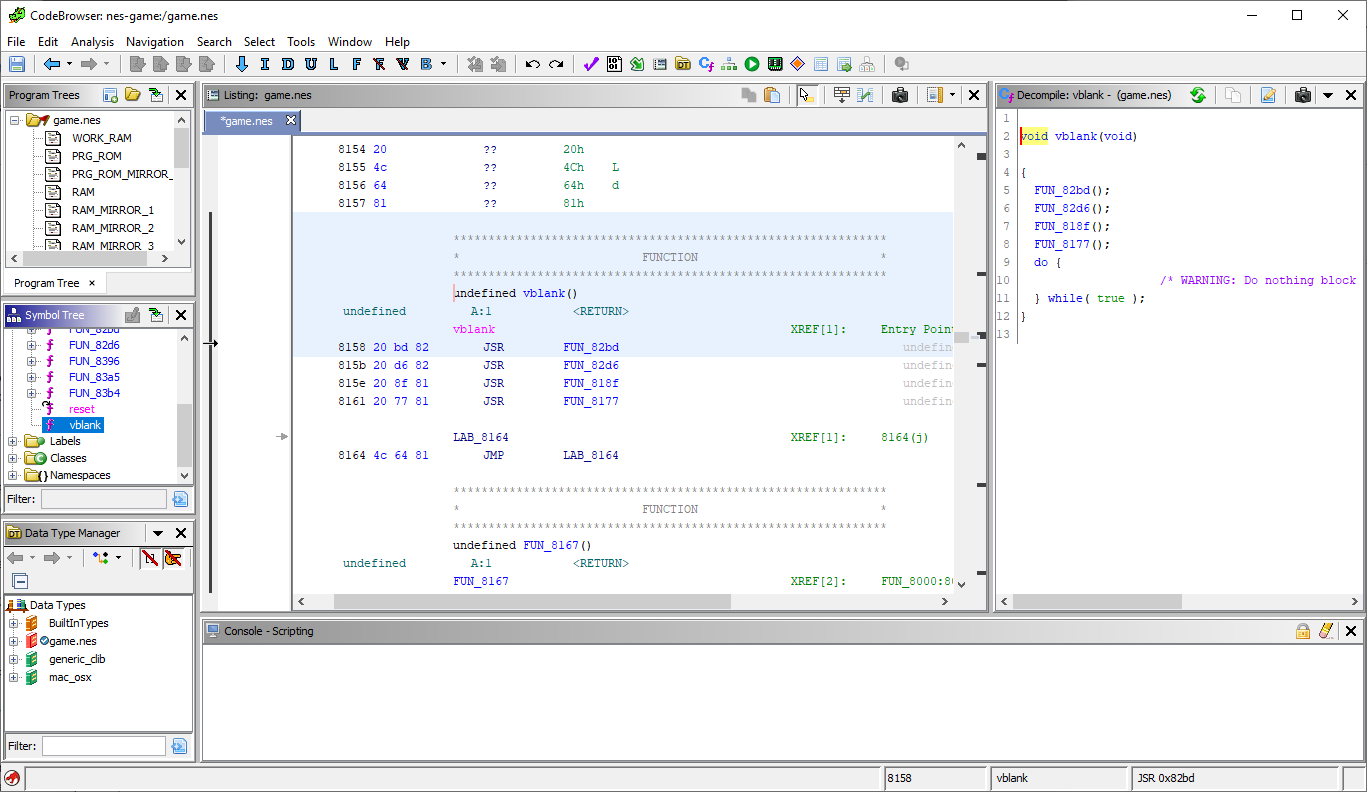 CodeBrowser: nes-game:/game.nes
File Edit Analysis Navigation Search Select Tools Window Help
I D U L F R V B
Program Trees
game.nes
WORK_RAM
PRG_ROM
PRG_ROM_MIRROR_
RAM
RAM_MIRROR_1
RAM_MIRROR_2
RAM_MIRROR_3
Program Tree ×
Symbol Tree
FUN_82bd
FUN_82d6
FUN_8396
FUN_83a5
FUN_83b4
reset
vblank
Labels
Classes
Namespaces
Filter:
Data Type Manager
Data Types
BuiltInTypes
game.nes
generic_clib
mac_osx
Filter:
Listing: game.nes
*game.nes
8154 20 ?? 20h
8155 4c ?? 4Ch L
8156 64 ?? 64h d
8157 81 ?? 81h
**************************************************************
* FUNCTION *
**************************************************************
undefined vblank()
undefined A:1 <RETURN>
vblank XREF[1]: Entry Poin
8158 20 bd 82 JSR FUN_82bd undefin
815b 20 d6 82 JSR FUN_82d6 undefin
815e 20 8f 81 JSR FUN_818f undefin
8161 20 77 81 JSR FUN_8177 undefin
LAB_8164 XREF[1]: 8164(j)
8164 4c 64 81 JMP LAB_8164
**************************************************************
* FUNCTION *
**************************************************************
undefined FUN_8167()
undefined A:1 <RETURN>
FUN_8167 XREF[2]: FUN_8000:80
Decompile: vblank - (game.nes)
1
2 void vblank(void)
3
4 {
5 FUN_82bd();
6 FUN_82d6();
7 FUN_818f();
8 FUN_8177();
9 do {
10 /* WARNING: Do nothing block
11 } while( true );
12 }
13
Console - Scripting
8158
vblank
JSR 0x82bd